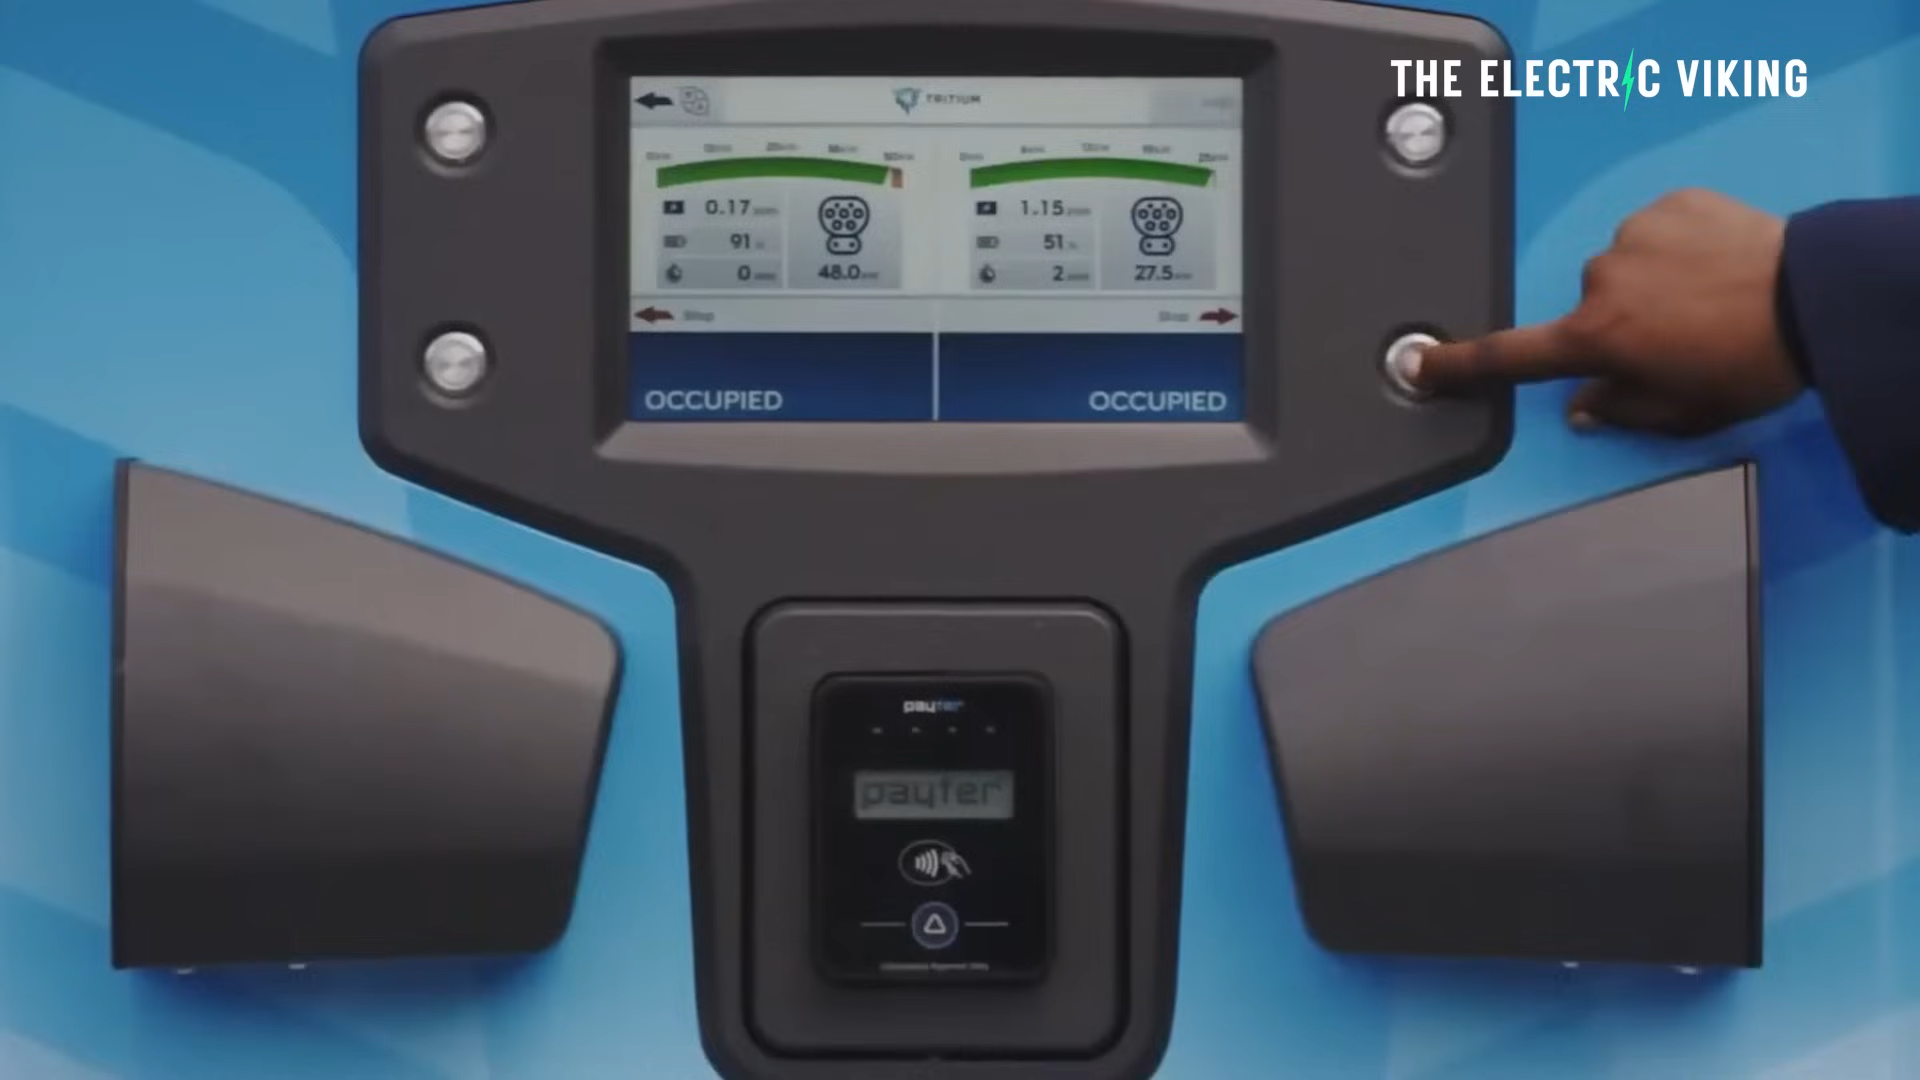 THE ELECTRIC VIKING
TRITIUM
0.17
91
0
48.0
1.15
51
2
27.5
Stop
Stop
OCCUPIED
OCCUPIED
payter
payter